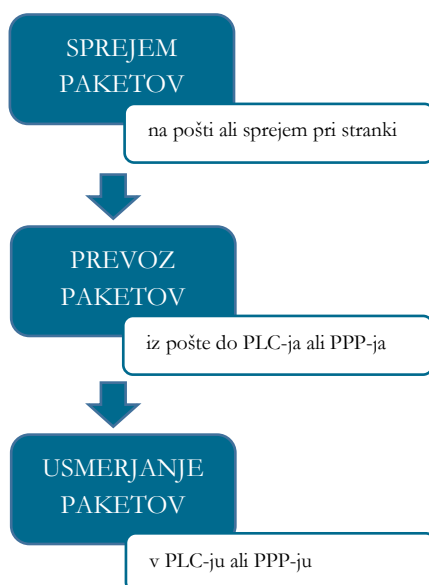 SPREJEM
PAKETOV
na pošti ali sprejem pri stranki
PREVOZ
PAKETOV
iz pošte do PLC-ja ali PPP-ja
USMERJANJE
PAKETOV
v PLC-ju ali PPP-ju